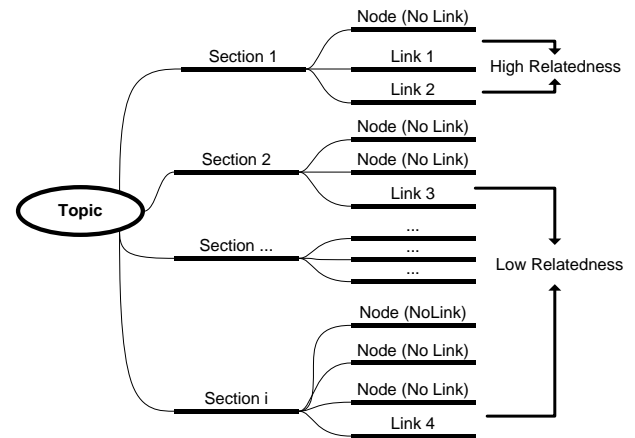 Topic
Section 1
Node (No Link)
Link 1
Link 2
High Relatedness
Section 2
Node (No Link)
Node (No Link)
Link 3
Section ...
...
...
...
Low Relatedness
Section i
Node (NoLink)
Node (No Link)
Node (No Link)
Link 4